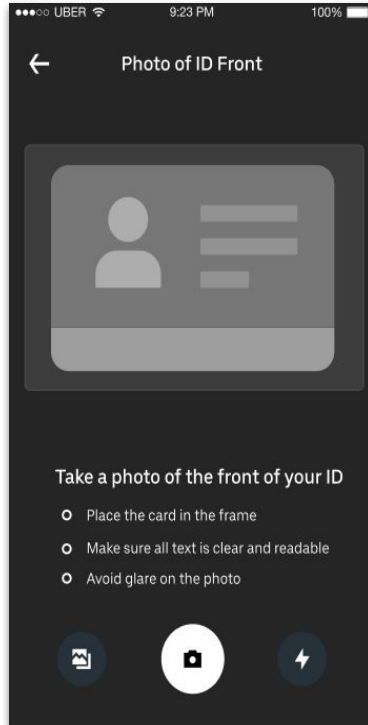 UBER 9:23 PM 100%
Photo of ID Front
Take a photo of the front of your ID
Place the card in the frame
Make sure all text is clear and readable
Avoid glare on the photo